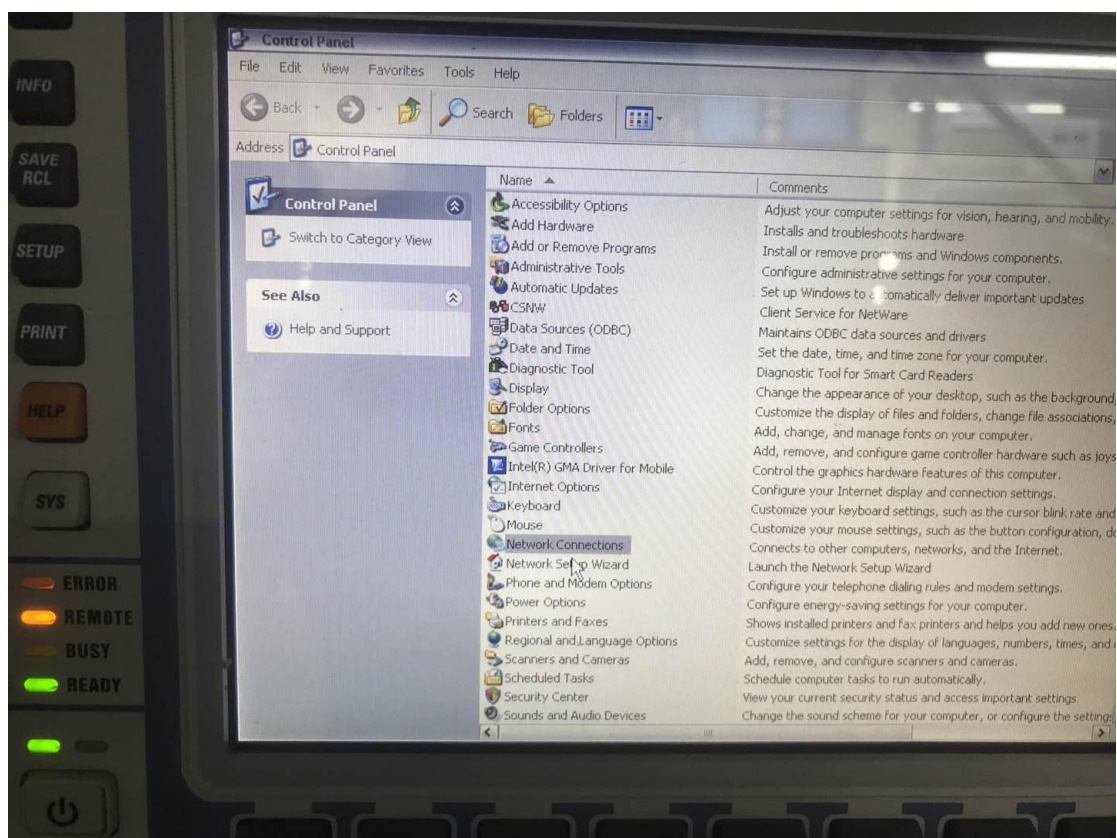 INFO
SAVE
RCL
SETUP
PRINT
HELP
SYS
ERROR
REMOTE
BUSY
READY
Control Panel
File Edit View Favorites Tools Help
Back Search Folders
Address Control Panel
Control Panel
Switch to Category View
See Also
Help and Support
Name Comments
Accessibility Options Adjust your computer settings for vision, hearing, and mobility.
Add Hardware Installs and troubleshoots hardware
Add or Remove Programs Install or remove programs and Windows components.
Administrative Tools Configure administrative settings for your computer.
Automatic Updates Set up Windows to automatically deliver important updates
CSNW Client Service for NetWare
Data Sources (ODBC) Maintains ODBC data sources and drivers
Date and Time Set the date, time, and time zone for your computer.
Diagnostic Tool Diagnostic Tool for Smart Card Readers
Display Change the appearance of your desktop, such as the background,
Folder Options Customize the display of files and folders, change file associations,
Fonts Add, change, and manage fonts on your computer.
Game Controllers Add, remove, and configure game controller hardware such as joys
Intel(R) GMA Driver for Mobile Control the graphics hardware features of this computer.
Internet Options Configure your Internet display and connection settings.
Keyboard Customize your keyboard settings, such as the cursor blink rate and
Mouse Customize your mouse settings, such as the button configuration, do
Network Connections Connects to other computers, networks, and the Internet.
Network Setup Wizard Launch the Network Setup Wizard
Phone and Modem Options Configure your telephone dialing rules and modem settings.
Power Options Configure energy-saving settings for your computer.
Printers and Faxes Shows installed printers and fax printers and helps you add new ones.
Regional and Language Options Customize settings for the display of languages, numbers, times, and
Scanners and Cameras Add, remove, and configure scanners and cameras.
Scheduled Tasks Schedule computer tasks to run automatically.
Security Center View your current security status and access important settings
Sounds and Audio Devices Change the sound scheme for your computer, or configure the settings